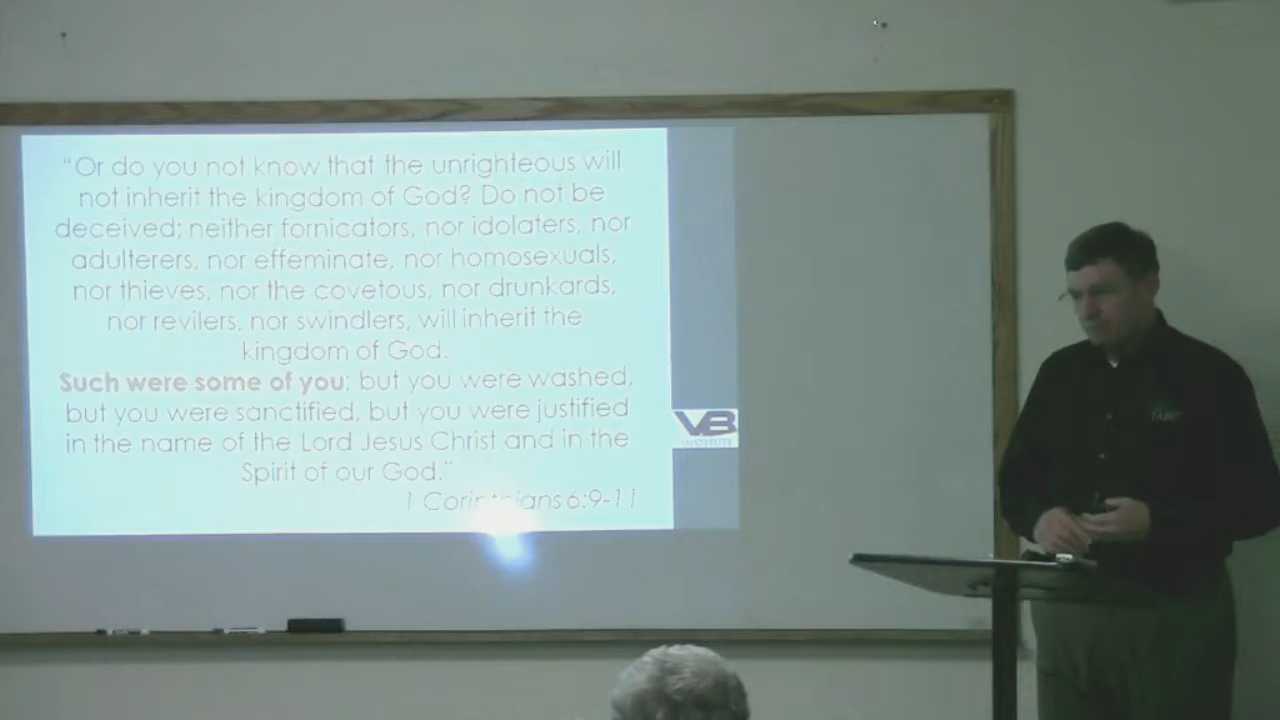 "Or do you not know that the unrighteous will
not inherit the kingdom of God? Do not be
deceived; neither fornicators, nor idolaters, nor
adulterers, nor effeminate, nor homosexuals,
nor thieves, nor the covetous, nor drunkards,
nor revilers, nor swindlers, will inherit the
kingdom of God.
Such were some of you; but you were washed,
but you were sanctified, but you were justified
in the name of the Lord Jesus Christ and in the
Spirit of our God."
1 Corinthians 6:9-11
VB
INSTITUTE